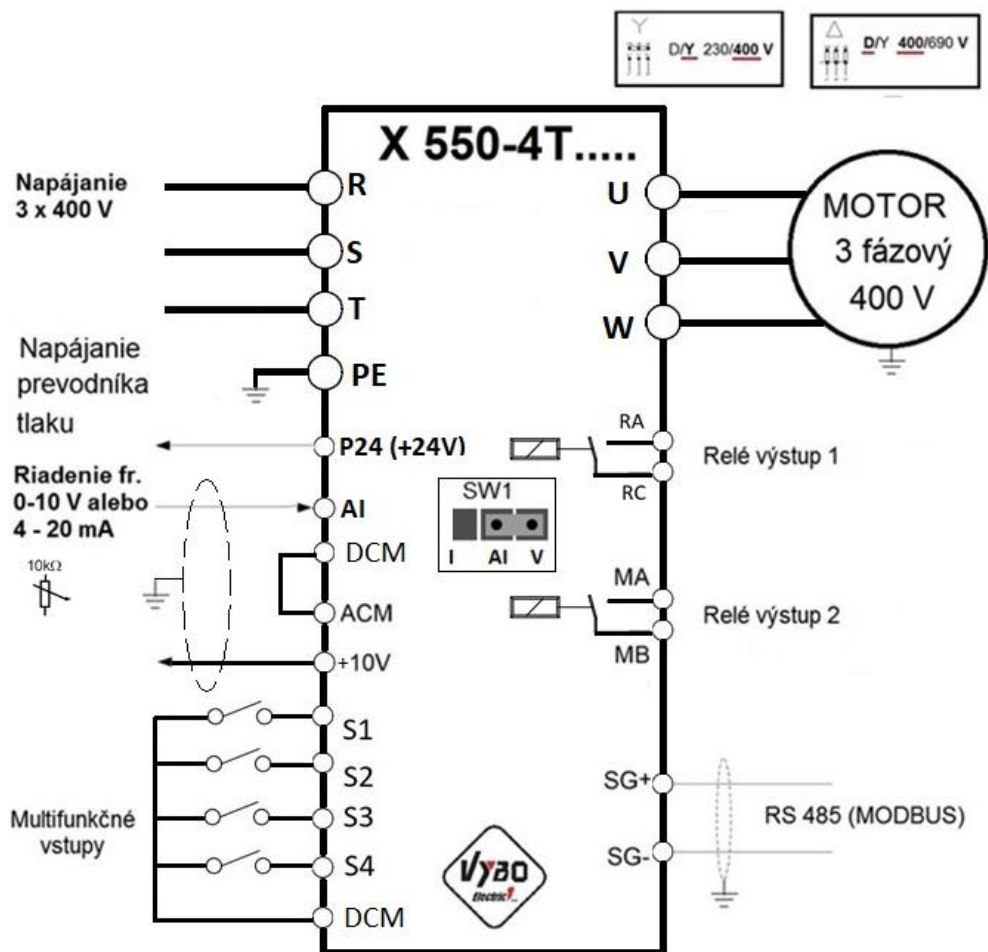 D/Y 230/400 V
D/Y 400/690 V
X 550-4T.....
Napájanie
3 x 400 V
R
S
T
PE
U
V
W
MOTOR
3 fázový
400 V
Napájanie
prevodníka
tlaku
P24 (+24V)
Riadenie fr.
0-10 V alebo
4 - 20 mA
AI
10kΩ
DCM
ACM
+10V
SW1
I AI V
RA
RC
Relé výstup 1
MA
MB
Relé výstup 2
S1
S2
S3
S4
DCM
Multifunkčné
vstupy
SG+
SG-
RS 485 (MODBUS)
VYBO
Electric